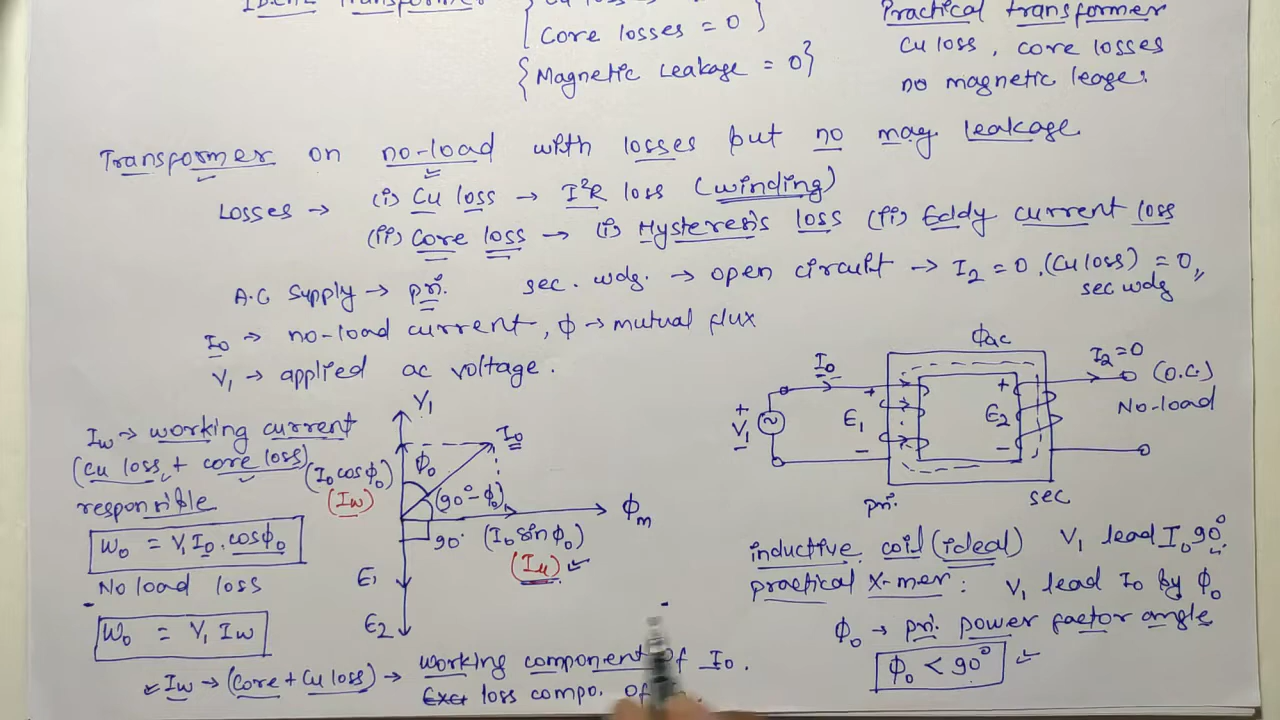 Ideal Transformer
Cu loss = 0
Core losses = 0
{Magnetic Leakage = 0}
Practical transformer
Cu loss, core losses
no magnetic leage.
Transformer on no-load with losses but no mag. leakage
Losses → (i) Cu loss → I²R loss (winding)
(ii) Core loss → (i) Hysteresis loss (ii) Eddy current loss
A.C supply → pri. sec. wdg. → open circuit → I2 = 0. (Cu loss) = 0,,
sec wdg
I0 → no-load current, ϕ → mutual flux
V1 → applied ac voltage.
Iw → working current
(Cu loss + core loss)
responsible
W0 = V1 I0 . cosϕ0
No load loss
W0 = V1 Iw
V1
I0
ϕ0
(I0 cosϕ0)
(Iw)
(90°-ϕ0)
ϕm
90°
(I0 sinϕ0)
(Iu)
E1
E2
ϕac
I0
I2=0
(O.C.)
No-load
+
V1
+
E1
-
+
E2
-
pri.
sec
inductive coil (ideal) V1 lead I0 90°
practical x-mer : V1 lead I0 by ϕ0
ϕ0 → pri. power factor angle
ϕ0 < 90°
Iw → (core + Cu loss) → working component of I0.
loss compo. of